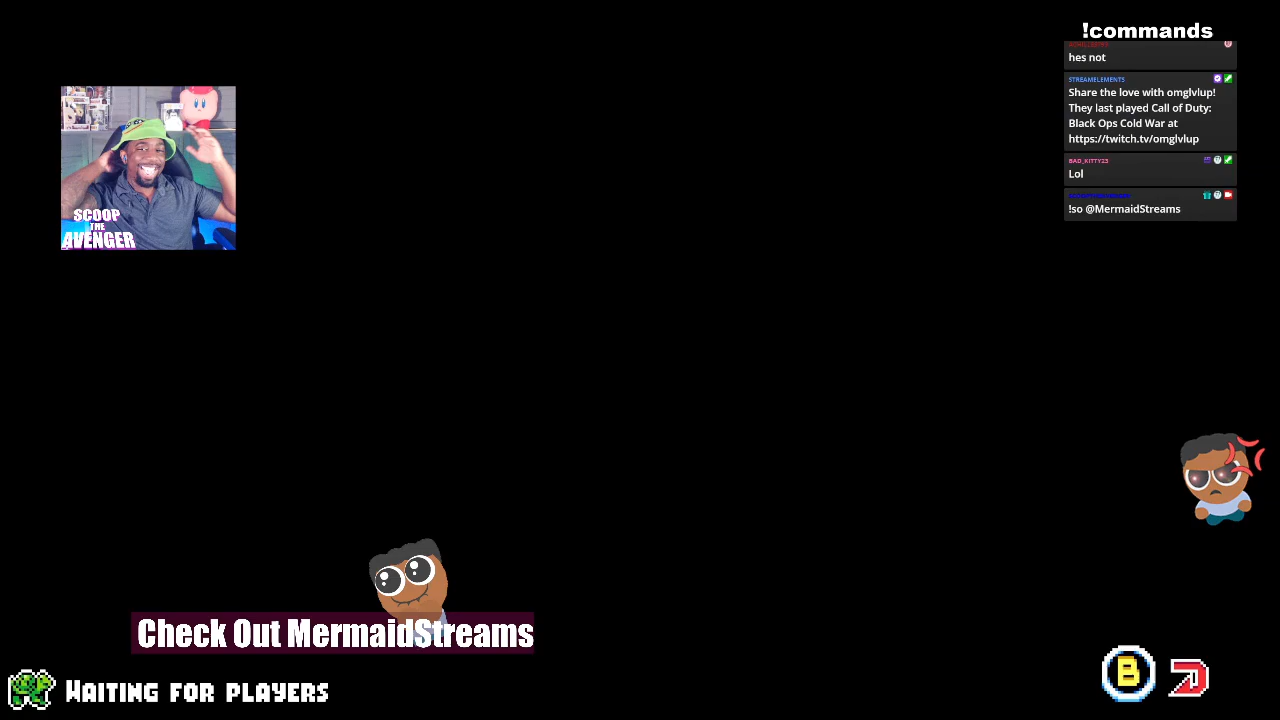 !commands
hes not
STREAMELEMENTS
Share the love with omglvlup!
They last played Call of Duty:
Black Ops Cold War at
https://twitch.tv/omglvlup
BAD_KITTY23
Lol
!so @MermaidStreams
SCOOP
THE
AVENGER
Check Out MermaidStreams
WAITING FOR PLAYERS
B